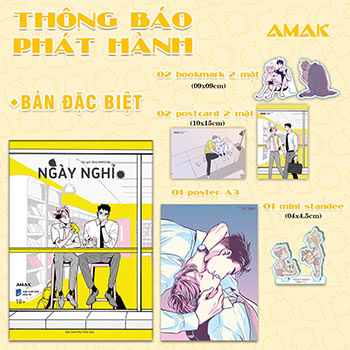 THÔNG BÁO
PHÁT HÀNH
AMAK
02 bookmark 2 mặt
(09x09cm)
+BẢN ĐẶC BIỆT
02 postcard 2 mặt
(10x15cm)
NGÀY NGHỈ
01 poster A3
01 mini standee
(04x4.5cm)
AMAK
18+